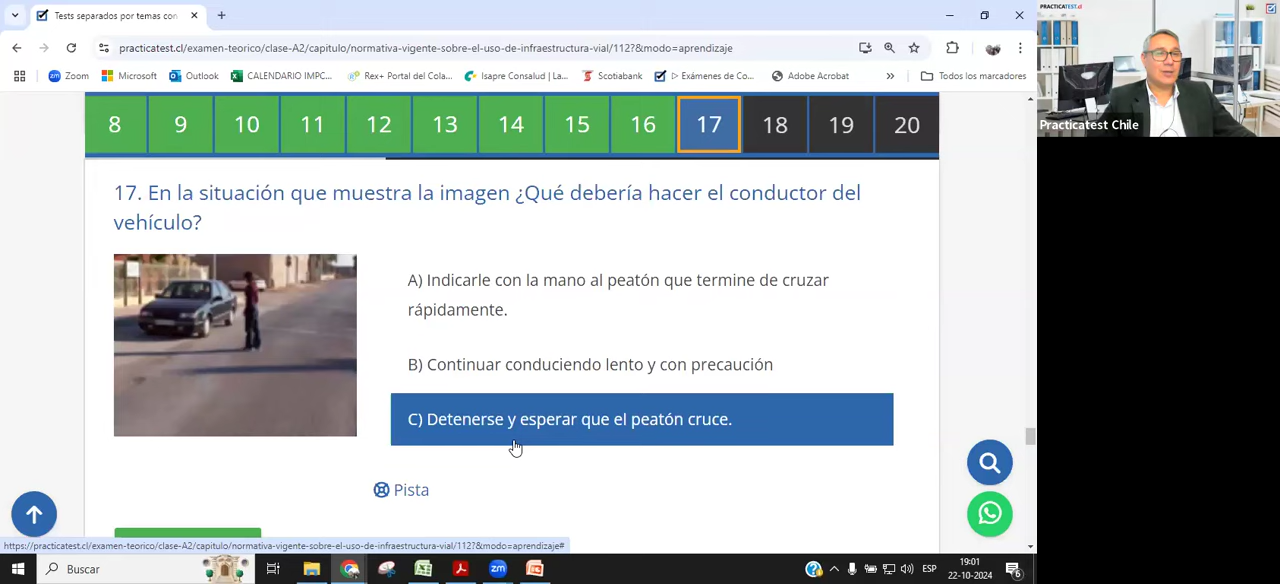 Tests separados por temas con
practicatest.cl/examen-teorico/clase-A2/capitulo/normativa-vigente-sobre-el-uso-de-infraestructura-vial/112?&modo=aprendizaje
Zoom
Microsoft
Outlook
CALENDARIO IMPC...
Rex+ Portal del Cola...
Isapre Consalud | La...
Scotiabank
▷ Exámenes de Co...
Adobe Acrobat
»
Todos los marcadores
PRACTICATEST.cl
Practicatest Chile
8 9 10 11 12 13 14 15 16 17 18 19 20
17. En la situación que muestra la imagen ¿Qué debería hacer el conductor del
vehículo?
A) Indicarle con la mano al peatón que termine de cruzar
rápidamente.
B) Continuar conduciendo lento y con precaución
C) Detenerse y esperar que el peatón cruce.
Pista
https://practicatest.cl/examen-teorico/clase-A2/capitulo/normativa-vigente-sobre-el-uso-de-infraestructura-vial/112?&modo=aprendizaje#
Buscar
ESP
19:01
22-10-2024
6